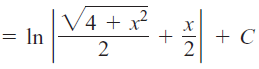 = ln |√(4 + x²)/2 + x/2| + C